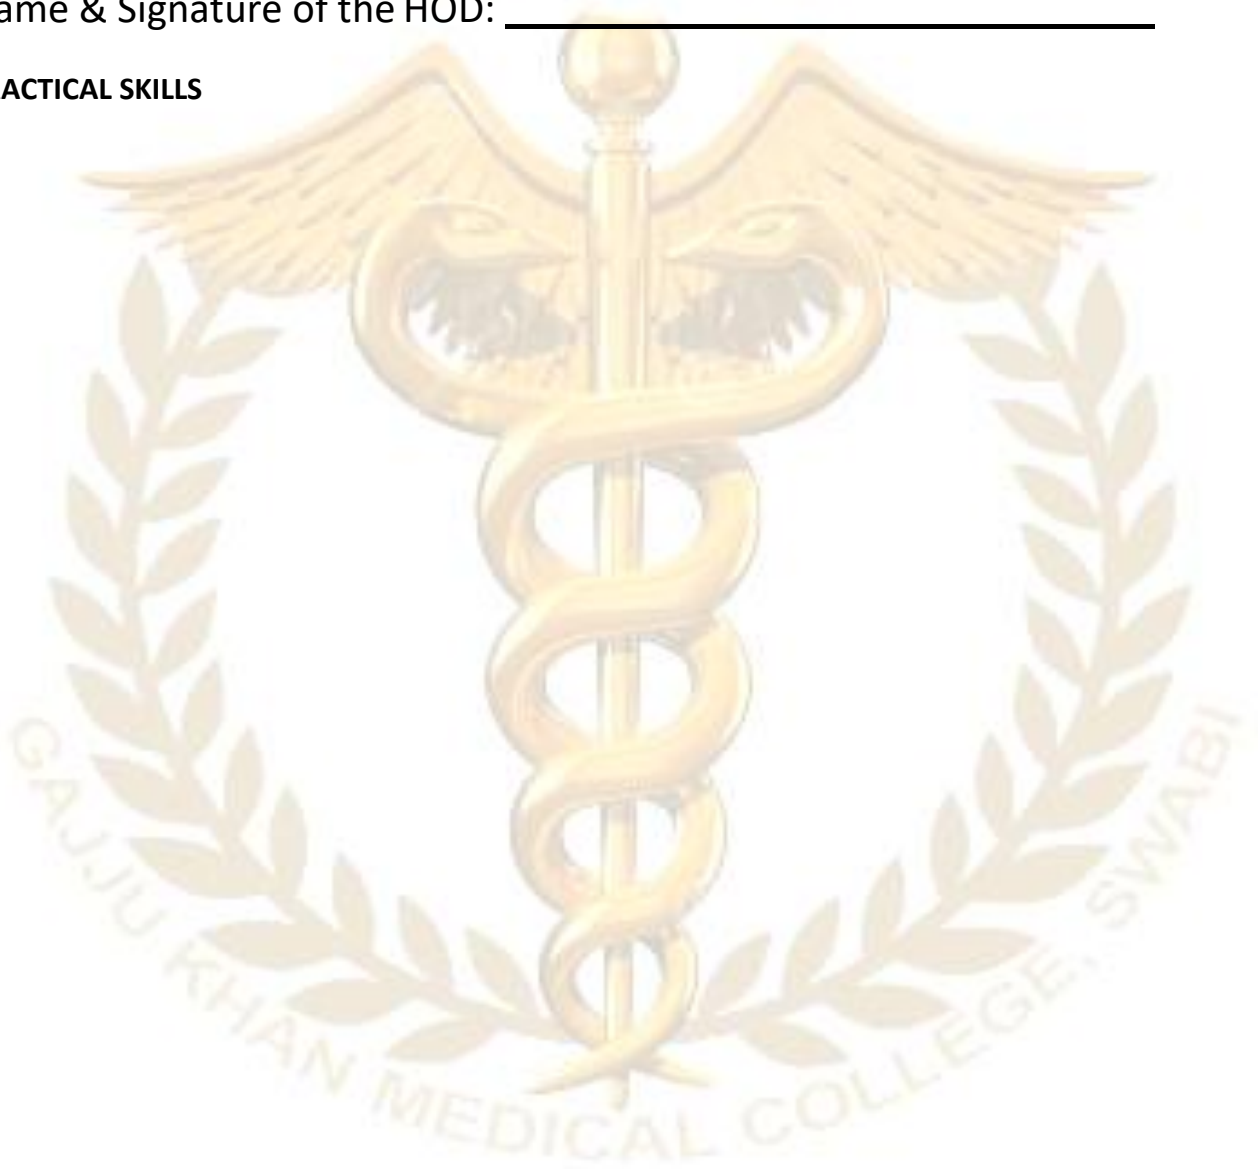 ame & Signature of the HOD:
ACTICAL SKILLS
GAJJU KHAN MEDICAL COLLEGE, SWABI